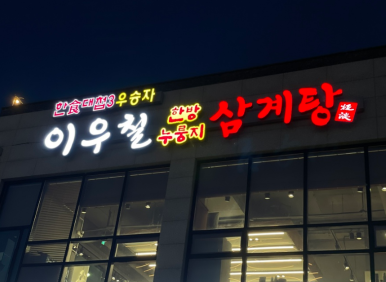 한食대첩3 우승자
이우철
한방
누룽지
삼계탕